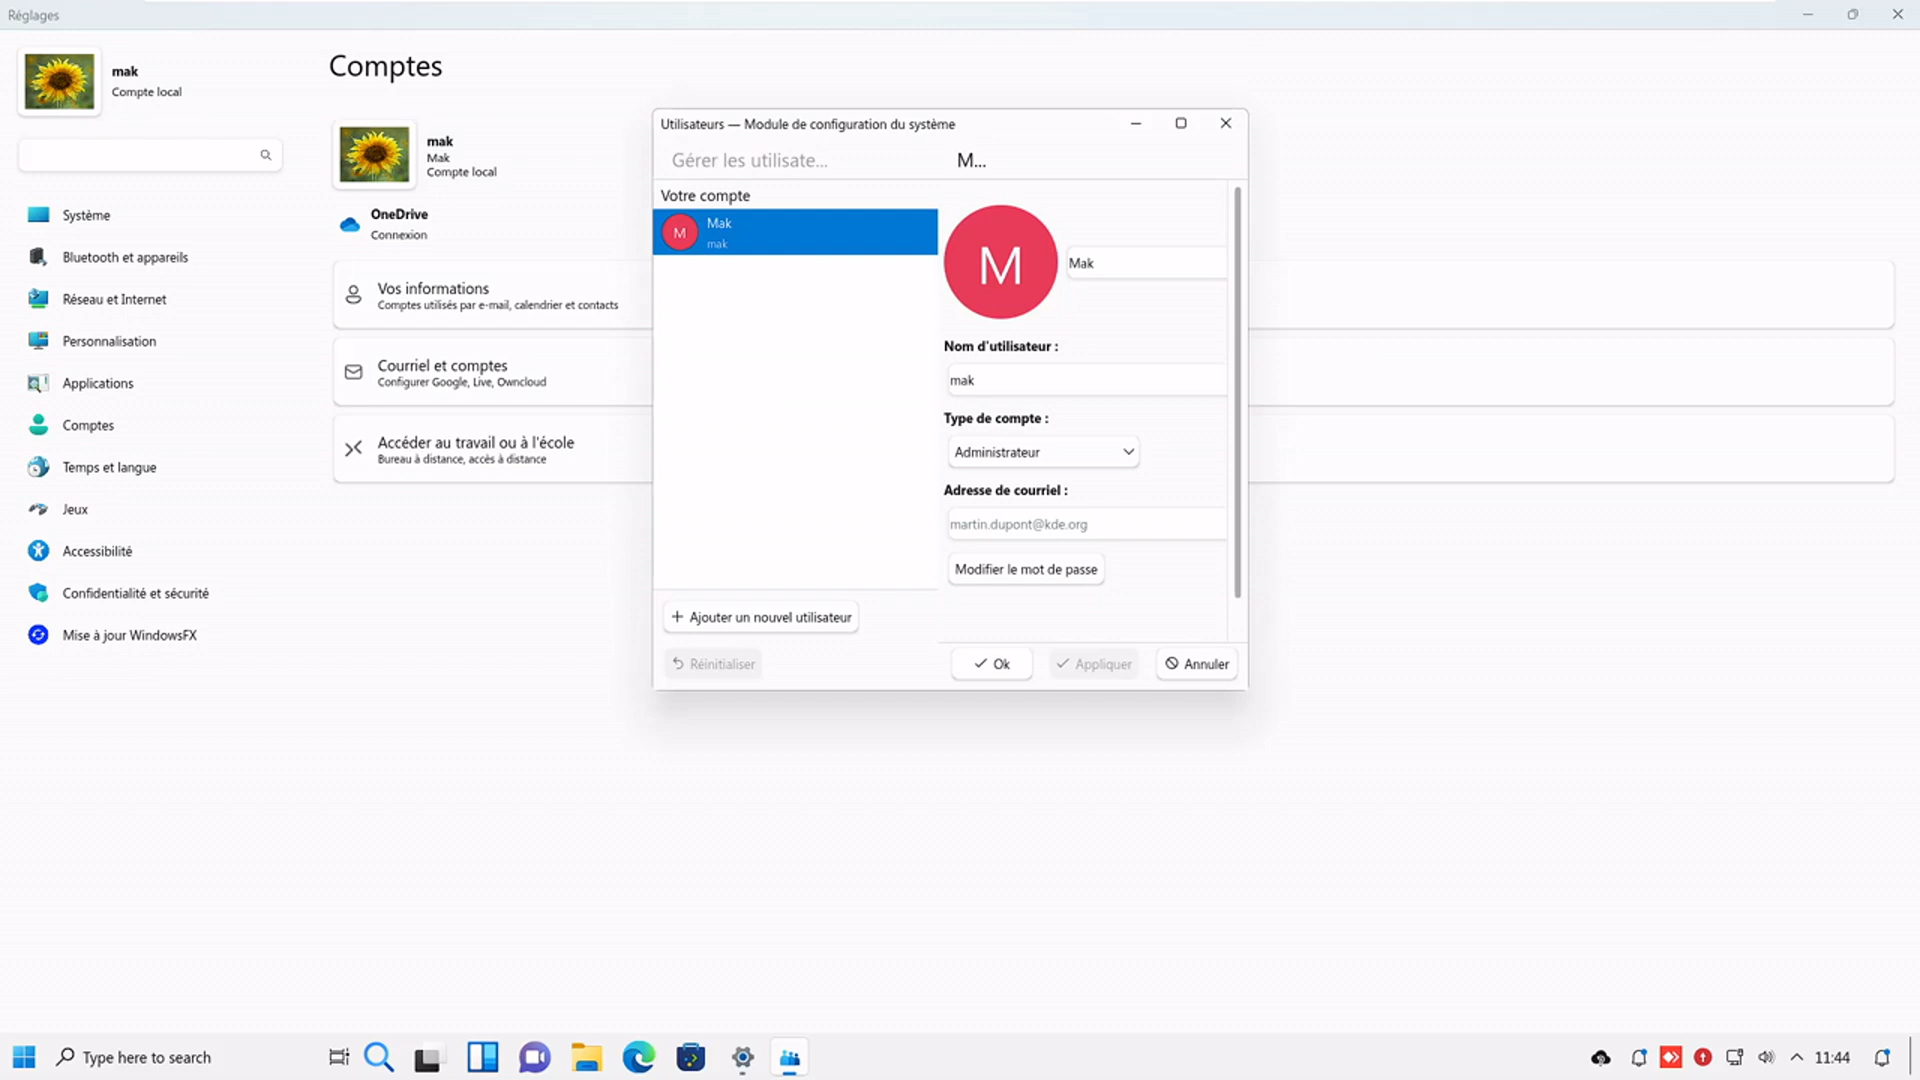 Réglages
mak
Compte local
Système
Bluetooth et appareils
Réseau et Internet
Personnalisation
Applications
Comptes
Temps et langue
Jeux
Accessibilité
Confidentialité et sécurité
Mise à jour WindowsFX
Comptes
mak
Mak
Compte local
OneDrive
Connexion
Vos informations
Comptes utilisés par e-mail, calendrier et contacts
Courriel et comptes
Configurer Google, Live, Owncloud
Accéder au travail ou à l'école
Bureau à distance, accès à distance
Utilisateurs — Module de configuration du système
Gérer les utilisate...
M...
Votre compte
M
Mak
mak
M
Mak
Nom d'utilisateur :
mak
Type de compte :
Administrateur
Adresse de courriel :
martin.dupont@kde.org
Modifier le mot de passe
+ Ajouter un nouvel utilisateur
Réinitialiser
Ok
Appliquer
Annuler
Type here to search
11:44